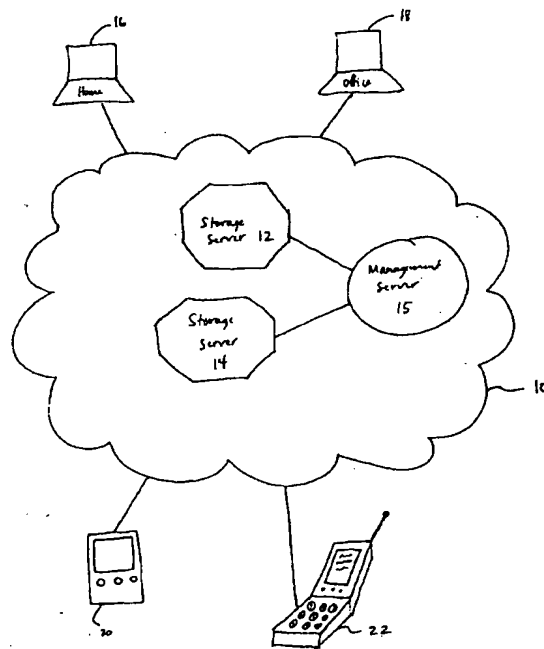 16
18
Home
Office
Storage
Server 12
Management
Server
15
Storage
Server
14
10
20
22